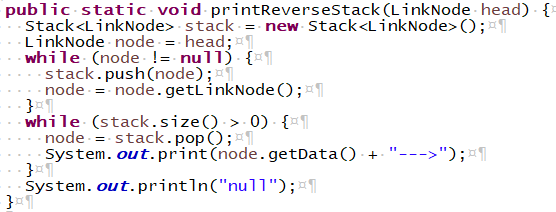 public static void printReverseStack(LinkNode head) {
Stack<LinkNode> stack = new Stack<LinkNode>();
LinkNode node = head;
while (node != null) {
stack.push(node);
node = node.getLinkNode();
}
while (stack.size() > 0) {
node = stack.pop();
System.out.print(node.getData() + "--->");
}
System.out.println("null");
}